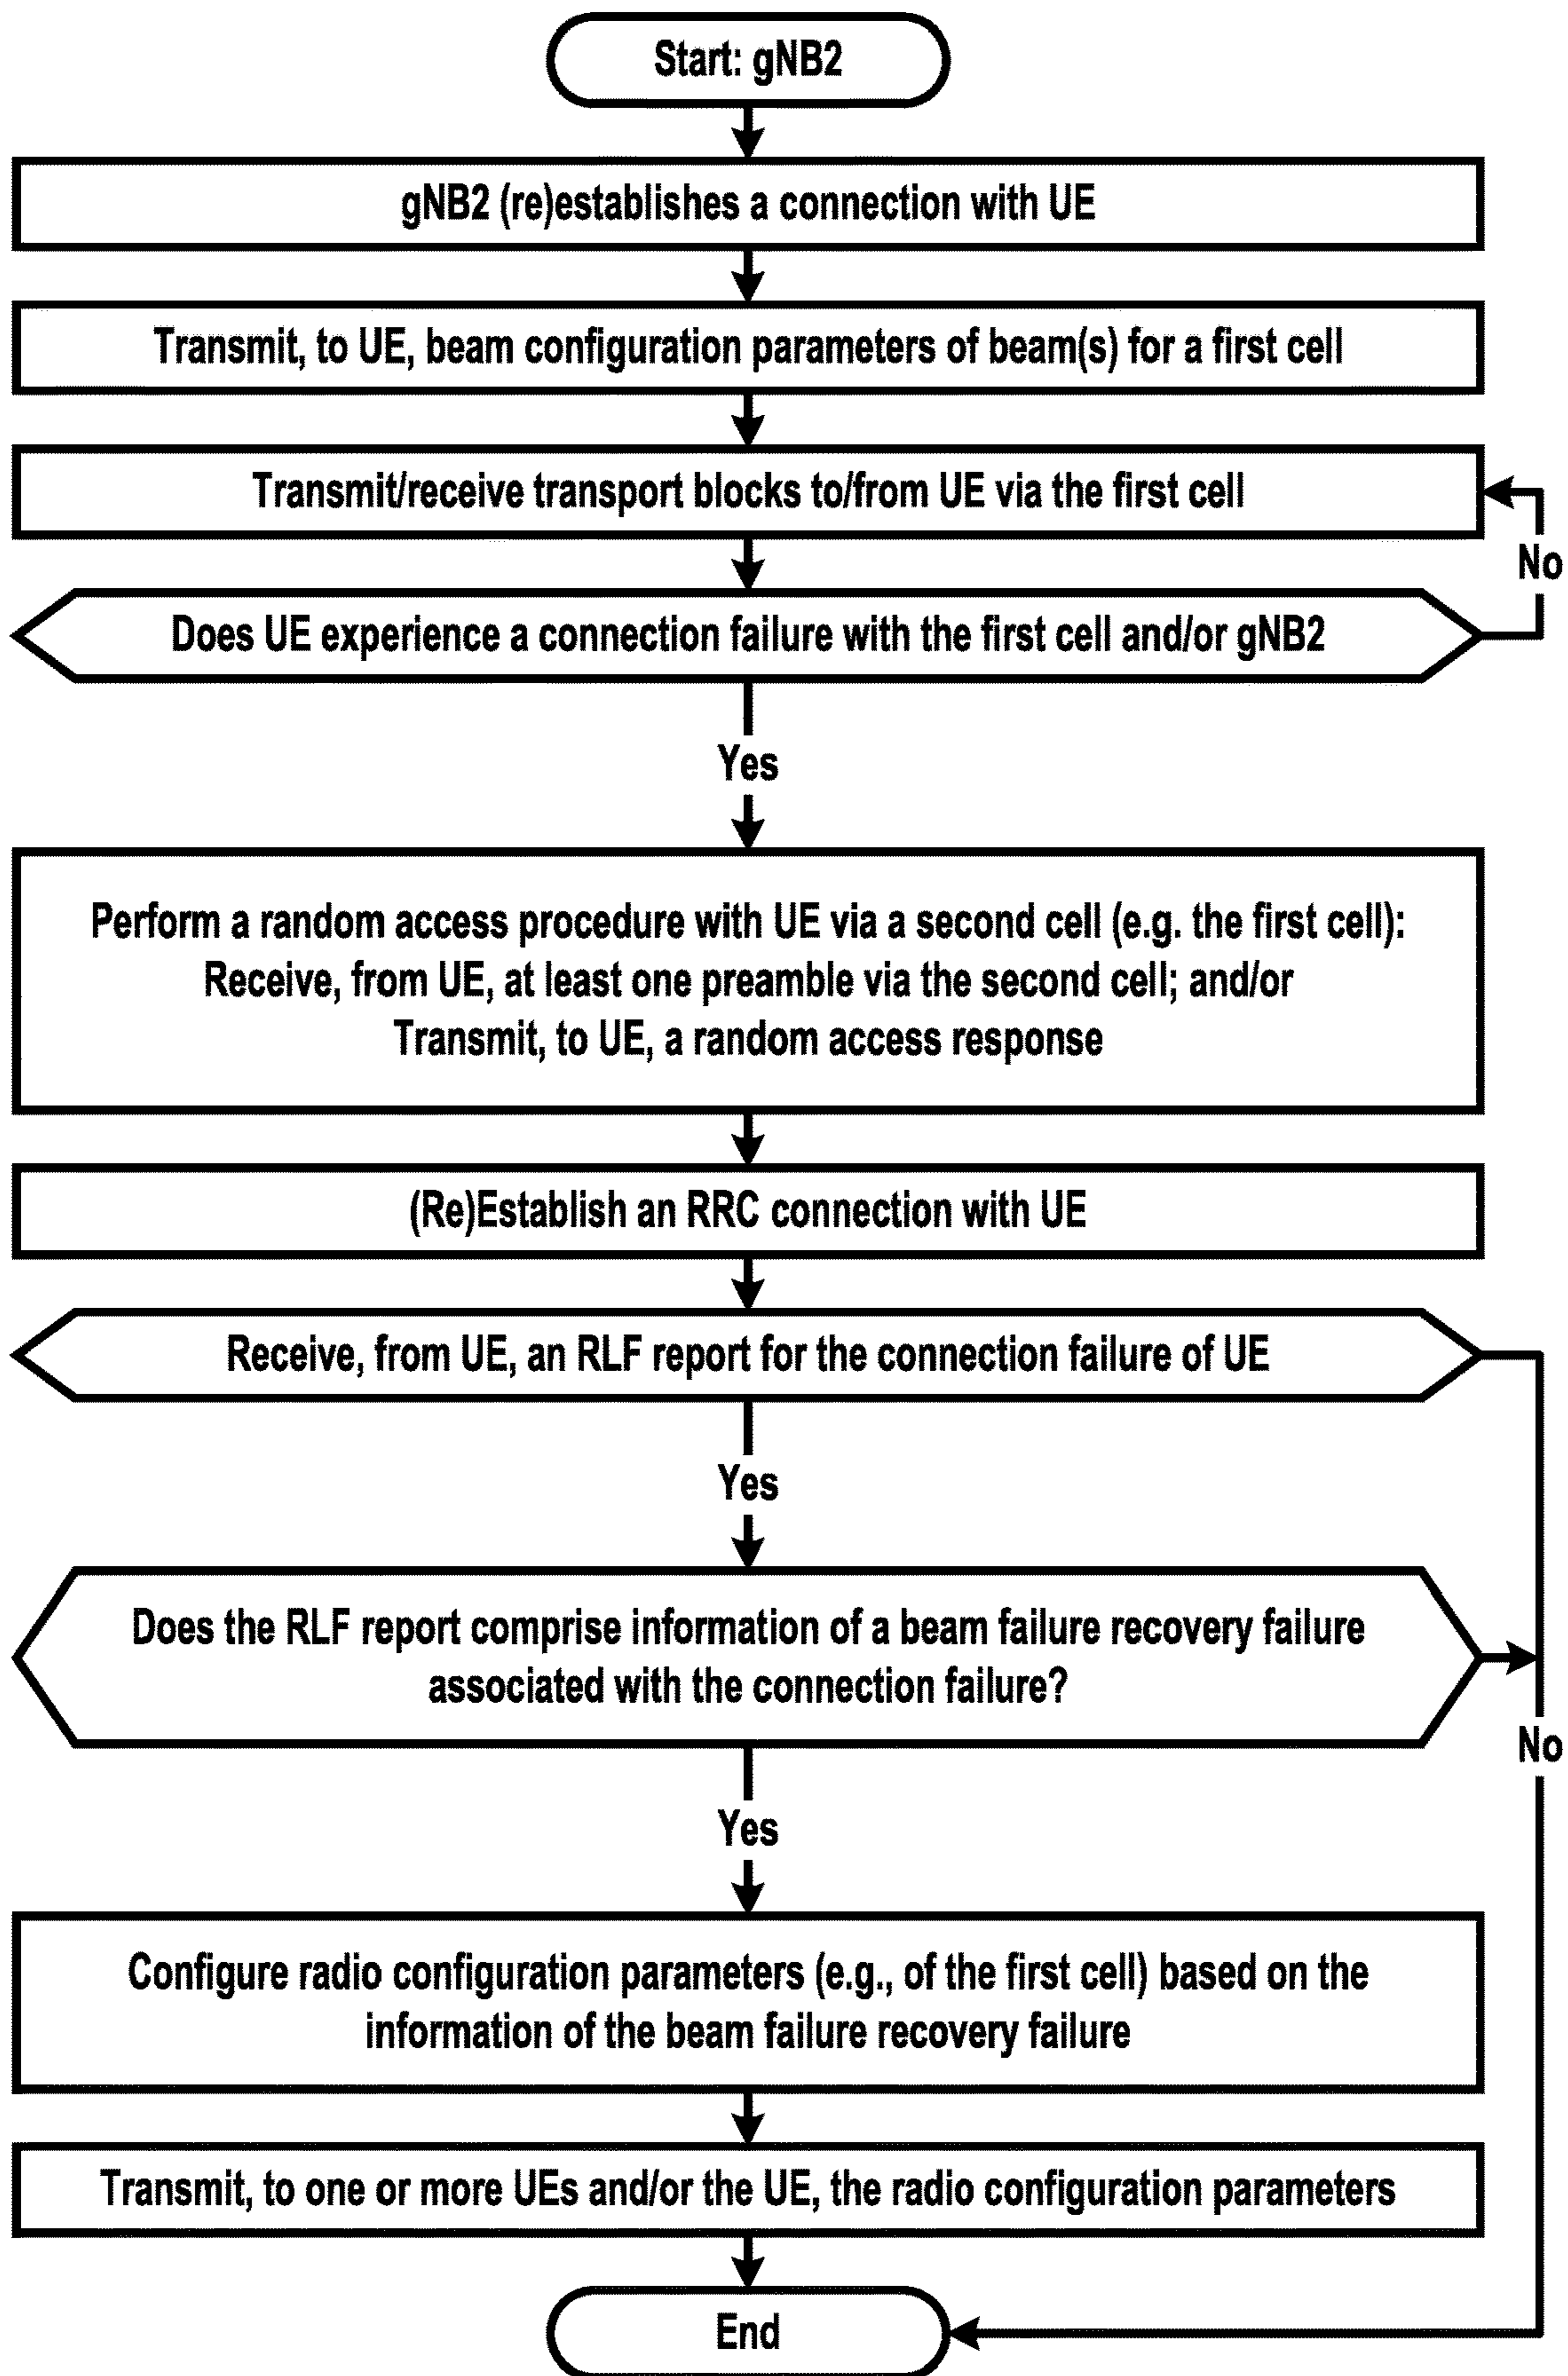 Start: gNB2
gNB2 (re)establishes a connection with UE
Transmit, to UE, beam configuration parameters of beam(s) for a first cell
Transmit/receive transport blocks to/from UE via the first cell
No
Does UE experience a connection failure with the first cell and/or gNB2
Yes
Perform a random access procedure with UE via a second cell (e.g. the first cell):
Receive, from UE, at least one preamble via the second cell; and/or
Transmit, to UE, a random access response
(Re)Establish an RRC connection with UE
Receive, from UE, an RLF report for the connection failure of UE
Yes
Does the RLF report comprise information of a beam failure recovery failure
associated with the connection failure?
No
Yes
Configure radio configuration parameters (e.g., of the first cell) based on the
information of the beam failure recovery failure
Transmit, to one or more UEs and/or the UE, the radio configuration parameters
End